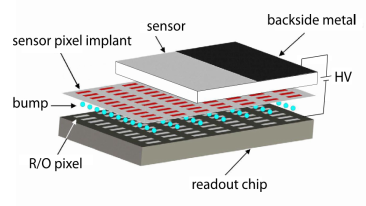 sensor
backside metal
sensor pixel implant
HV
bump
R/O pixel
readout chip